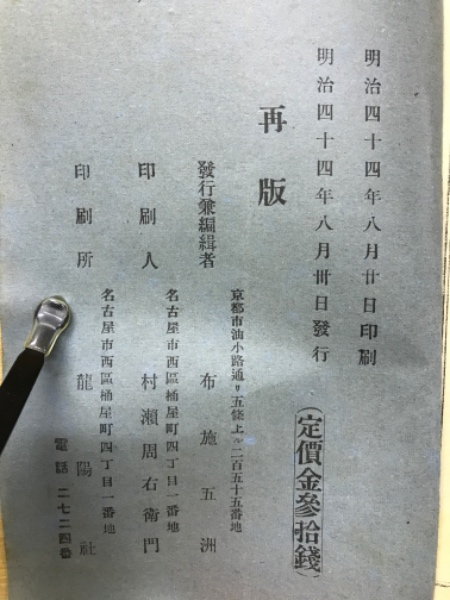 明治四十四年八月廿日印刷
明治四十四年八月卅日發行
(定價金參拾錢)
再版
京都市油小路通リ五條上ル二百五十五番地
發行兼編緝者 布施五洲
名古屋市西區桶屋町四丁目一番地
印刷人 村瀨周右衛門
名古屋市西區桶屋町四丁目一番地
印刷所 龍陽社
電話 二七二四番